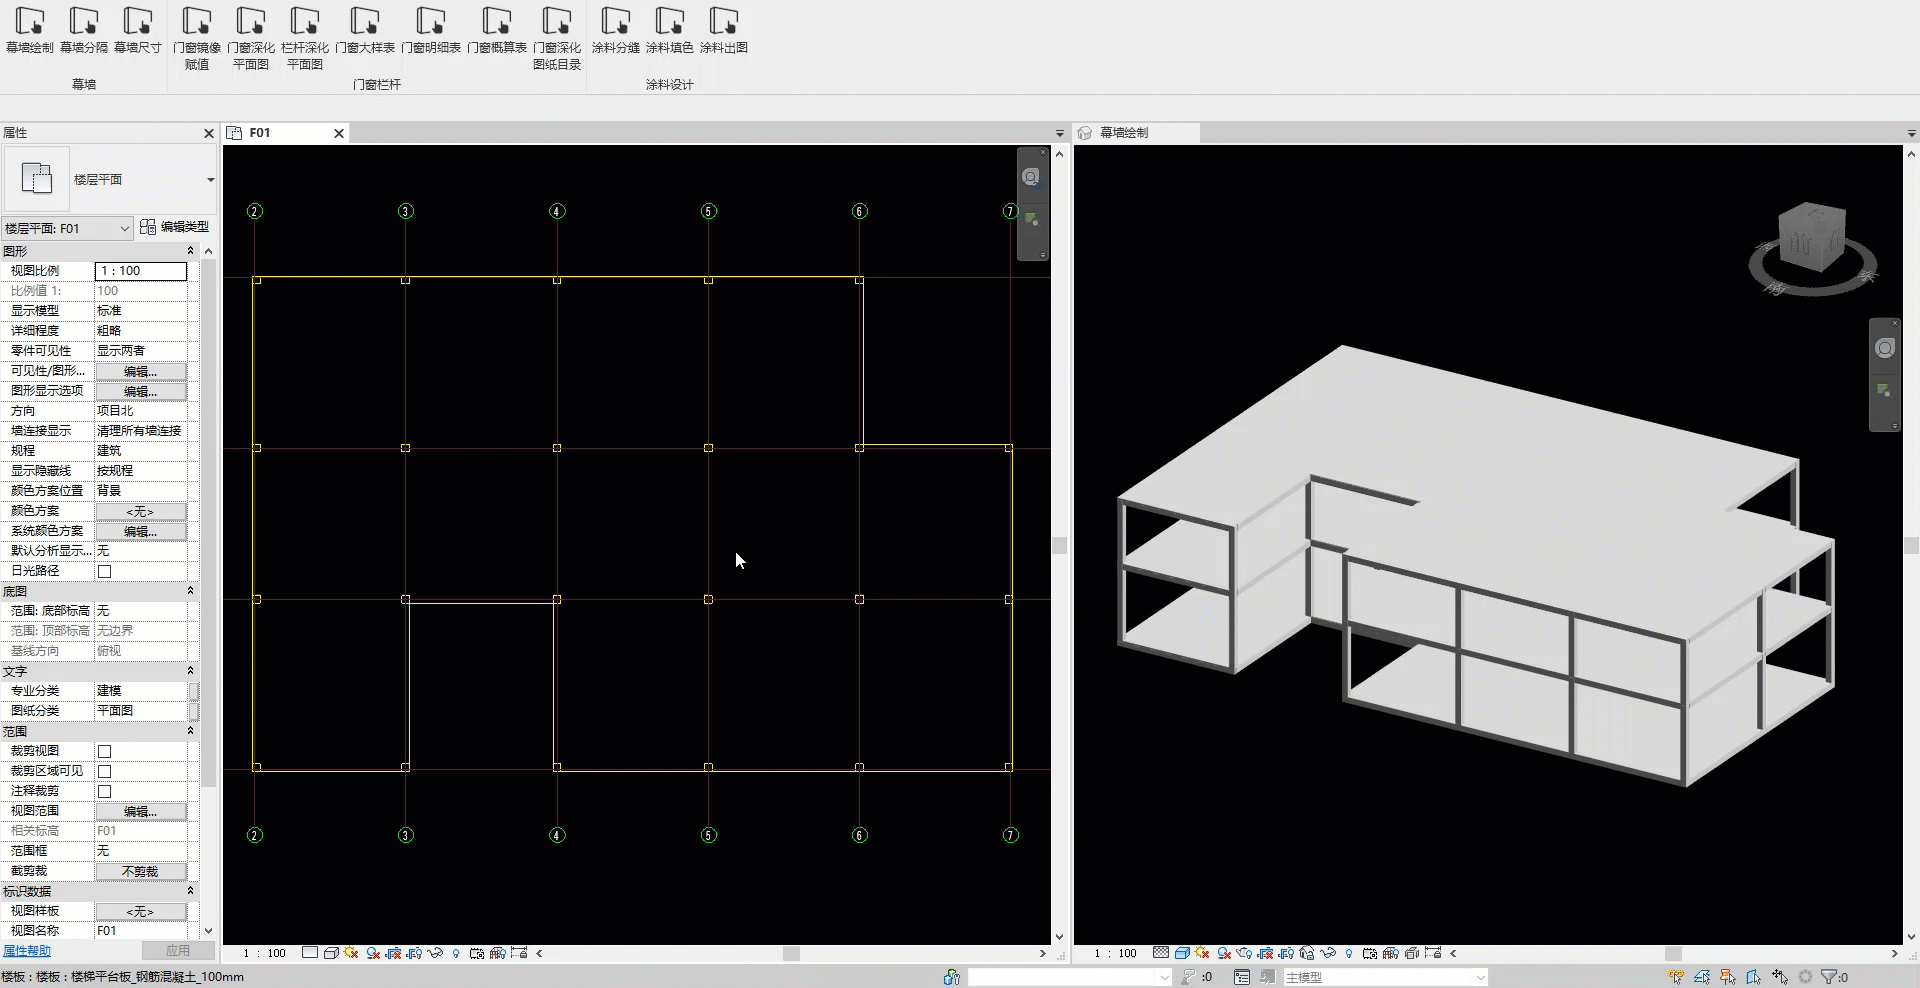 幕墙绘制 幕墙分隔 幕墙尺寸 门窗镜像赋值 门窗深化平面图 栏杆深化平面图 门窗大样表 门窗明细表 门窗概算表 门窗深化图纸目录 涂料分缝 涂料填色 涂料出图
幕墙 门窗栏杆 涂料设计
属性
楼层平面
楼层平面: F01 编辑类型
图形
视图比例 1 : 100
比例值 1: 100
显示模型 标准
详细程度 粗略
零件可见性 显示两者
可见性/图形... 编辑...
图形显示选项 编辑...
方向 项目北
墙连接显示 清理所有墙连接
规程 建筑
显示隐藏线 按规程
颜色方案位置 背景
颜色方案 <无>
系统颜色方案 编辑...
默认分析显示... 无
日光路径
底图
范围: 底部标高 无
范围: 顶部标高 无边界
基线方向 俯视
文字
专业分类 建模
图纸分类 平面图
范围
裁剪视图
裁剪区域可见
注释裁剪
视图范围 编辑...
相关标高 F01
范围框 无
截剪裁 不剪裁
标识数据
视图样板 <无>
视图名称 F01
属性帮助 应用
F01
2 3 4 5 6 7
2 3 4 5 6 7
1 : 100
幕墙绘制
前
南
东
1 : 100
楼板 : 楼板 : 楼梯平台板_钢筋混凝土_100mm
:0
主模型
:0